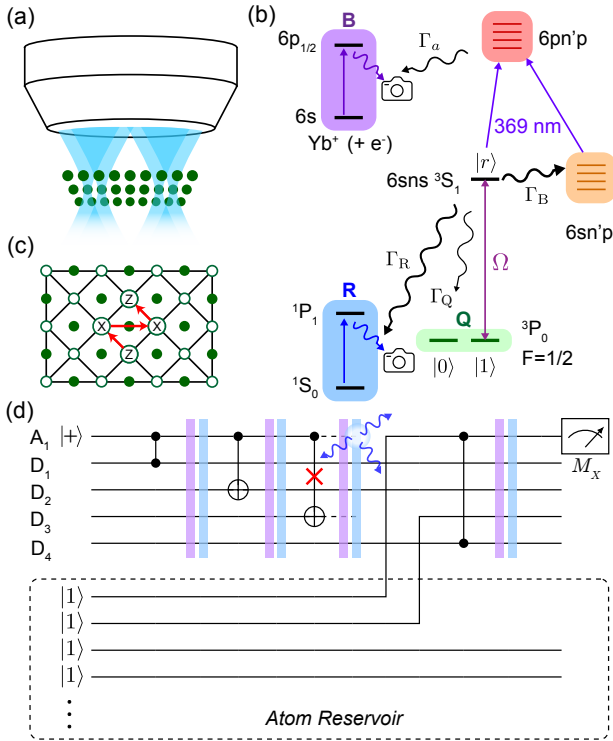 (a)
(b)
B
6p1/2
6s
Yb⁺ (+ e⁻)
Γa
6pn'p
369 nm
|r⟩
6sns ³S₁
ΓB
6sn'p
ΓR
ΓQ
Ω
R
¹P₁
¹S₀
Q
³P₀
|0⟩ |1⟩
F=1/2
(c)
Z
X X
Z
(d)
A₁ |+⟩
D₁
D₂
D₃
D₄
M_X
|1⟩
|1⟩
|1⟩
|1⟩
Atom Reservoir